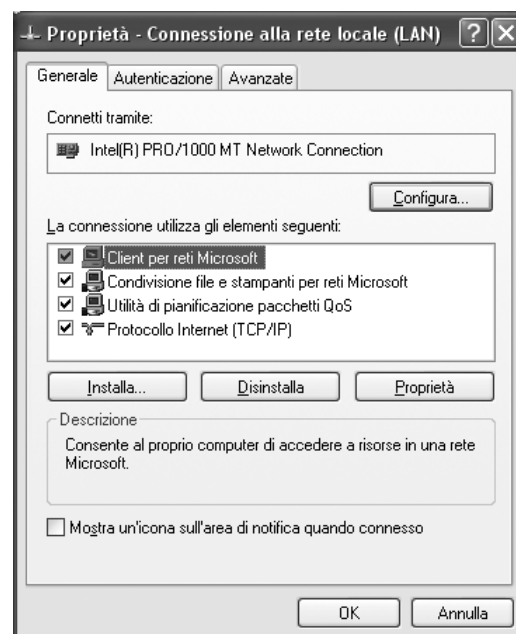 Proprietà - Connessione alla rete locale (LAN)
Generale Autenticazione Avanzate
Connetti tramite:
Intel(R) PRO/1000 MT Network Connection
Configura...
La connessione utilizza gli elementi seguenti:
Client per reti Microsoft
Condivisione file e stampanti per reti Microsoft
Utilità di pianificazione pacchetti QoS
Protocollo Internet (TCP/IP)
Installa... Disinstalla Proprietà
Descrizione
Consente al proprio computer di accedere a risorse in una rete
Microsoft.
Mostra un'icona sull'area di notifica quando connesso
OK Annulla